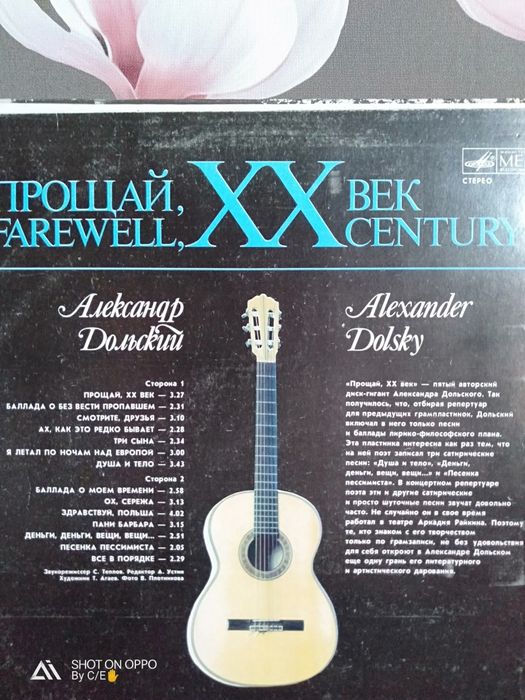 ПРОЩАЙ, XX ВЕК
FAREWELL, CENTURY
СТЕРЕО
Александр Дольский
Alexander Dolsky
Сторона 1
ПРОЩАЙ, XX ВЕК — 3.27
БАЛЛАДА О БЕЗ ВЕСТИ ПРОПАВШЕМ — 2.31
СМОТРИТЕ, ДРУЗЬЯ — 3.10
АХ, КАК ЭТО РЕДКО БЫВАЕТ — 2.28
ТРИ СЫНА — 2.34
Я ЛЕТАЛ ПО НОЧАМ НАД ЕВРОПОЙ — 3.00
ДУША И ТЕЛО — 3.43
Сторона 2
БАЛЛАДА О МОЕМ ВРЕМЕНИ — 2.58
ОХ, СЕРЕЖА — 3.13
ЗДРАВСТВУЙ, ПОЛЬША — 4.02
ПАНИ БАРБАРА — 3.15
ДЕНЬГИ, ДЕНЬГИ, ВЕЩИ, ВЕЩИ... — 2.51
ПЕСЕНКА ПЕССИМИСТА — 2.05
ВСЕ В ПОРЯДКЕ — 2.29
Звукорежиссер С. Теплов. Редактор А. Устин
Художник Т. Агаев. Фото В. Плотникова
«Прощай, XX век» — пятый авторский
диск-гигант Александра Дольского. Так
получилось, что, отбирая репертуар
для предыдущих грампластинок, Дольский
включал в него только песни
и баллады лирико-философского плана.
Эта пластинка интересна как раз тем, что
на ней поэт записал три сатирические
песни: «Душа и тело», «Деньги,
деньги, вещи, вещи...» и «Песенка
пессимиста». В концертном репертуаре
поэта эти и другие сатирические
и просто шуточные песни звучат довольно
часто. Не случайно он в свое время
работал в театре Аркадия Райкина. Поэтому
те, кто знаком с его творчеством
только по грамзаписи, не без удовольствия
для себя откроют в Александре Дольском
еще одну грань его литературного
и артистического дарования.
SHOT ON OPPO
By C/E